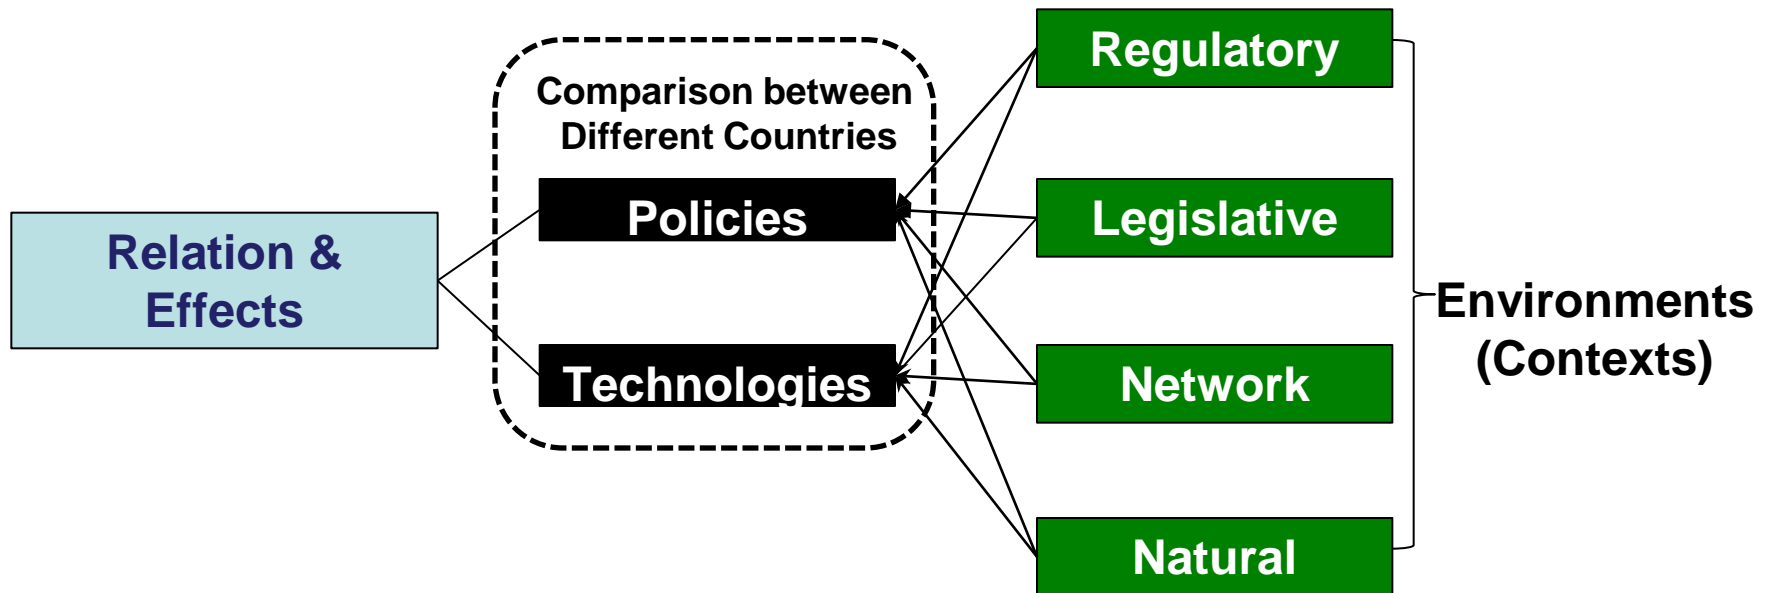 Comparison between
Different Countries
Relation &
Effects
Policies
Technologies
Regulatory
Legislative
Network
Natural
Environments
(Contexts)